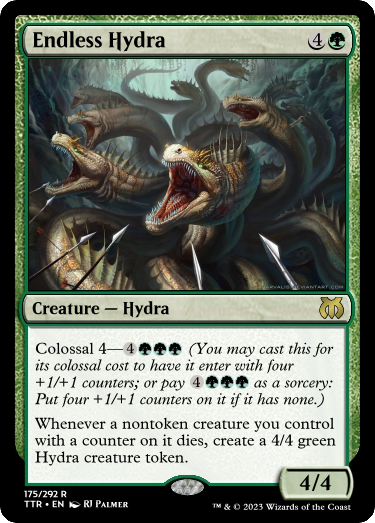 Endless Hydra 4
Creature — Hydra
Colossal 4—4 (You may cast this for
its colossal cost to have it enter with four
+1/+1 counters; or pay 4 as a sorcery:
Put four +1/+1 counters on it if it has none.)
Whenever a nontoken creature you control
with a counter on it dies, create a 4/4 green
Hydra creature token.
4/4
175/292 R
TTR • EN RJ PALMER
™ & © 2023 Wizards of the Coast